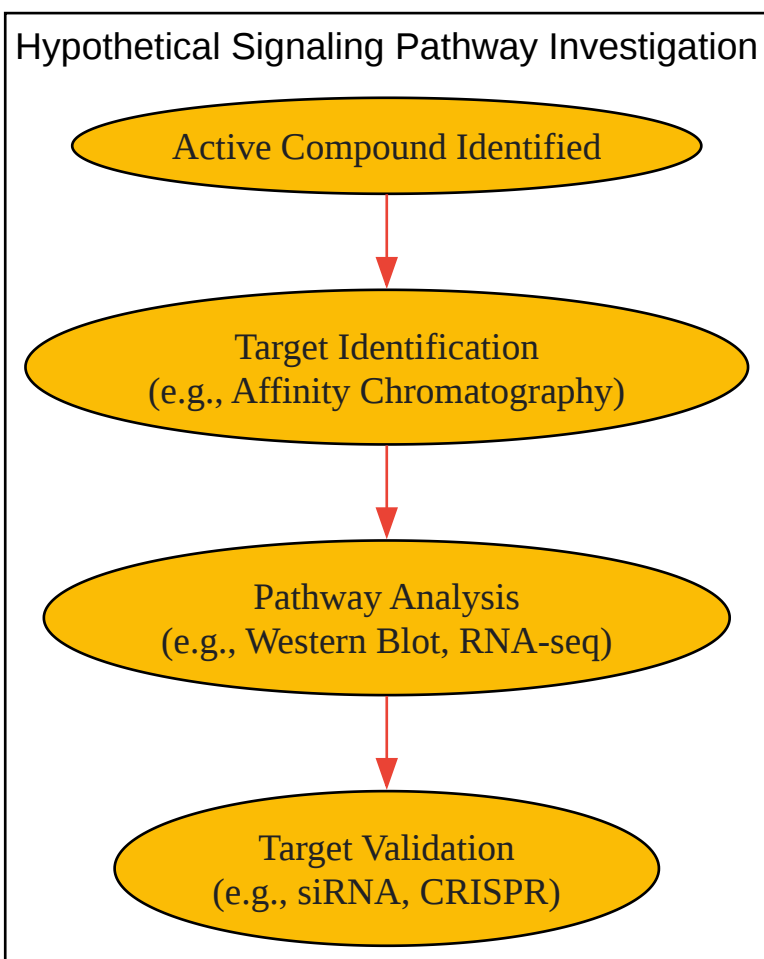 Hypothetical Signaling Pathway Investigation
Active Compound Identified
Target Identification
(e.g., Affinity Chromatography)
Pathway Analysis
(e.g., Western Blot, RNA-seq)
Target Validation
(e.g., siRNA, CRISPR)